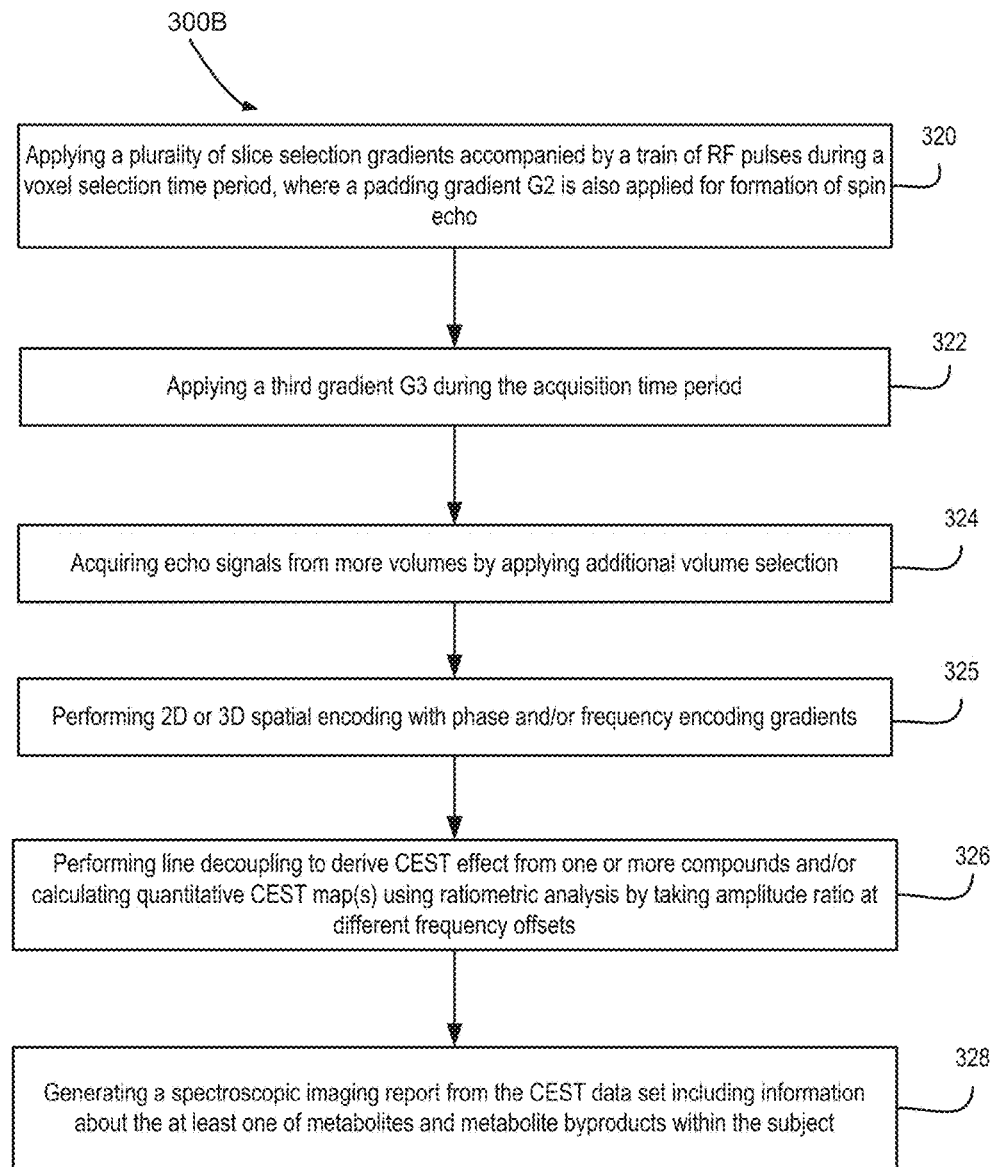 300B
320
Applying a plurality of slice selection gradients accompanied by a train of RF pulses during a
voxel selection time period, where a padding gradient G2 is also applied for formation of spin
echo
322
Applying a third gradient G3 during the acquisition time period
324
Acquiring echo signals from more volumes by applying additional volume selection
325
Performing 2D or 3D spatial encoding with phase and/or frequency encoding gradients
326
Performing line decoupling to derive CEST effect from one or more compounds and/or
calculating quantitative CEST map(s) using ratiometric analysis by taking amplitude ratio at
different frequency offsets
328
Generating a spectroscopic imaging report from the CEST data set including information
about the at least one of metabolites and metabolite byproducts within the subject